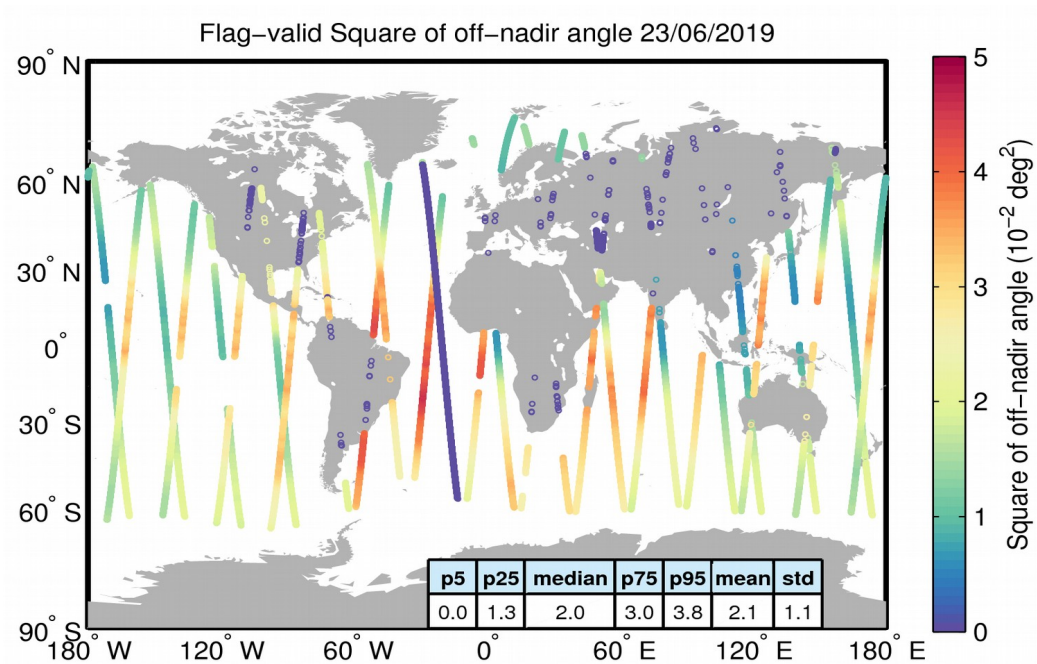 Flag−valid Square of off−nadir angle 23/06/2019
90° N
60° N
30° N
0°
30° S
60° S
90° S
180° W
120° W
60° W
0°
60° E
120° E
180° E
p5 p25 median p75 p95 mean std
0.0 1.3 2.0 3.0 3.8 2.1 1.1
5
4
3
2
1
0
Square of off−nadir angle (10−2 deg2)